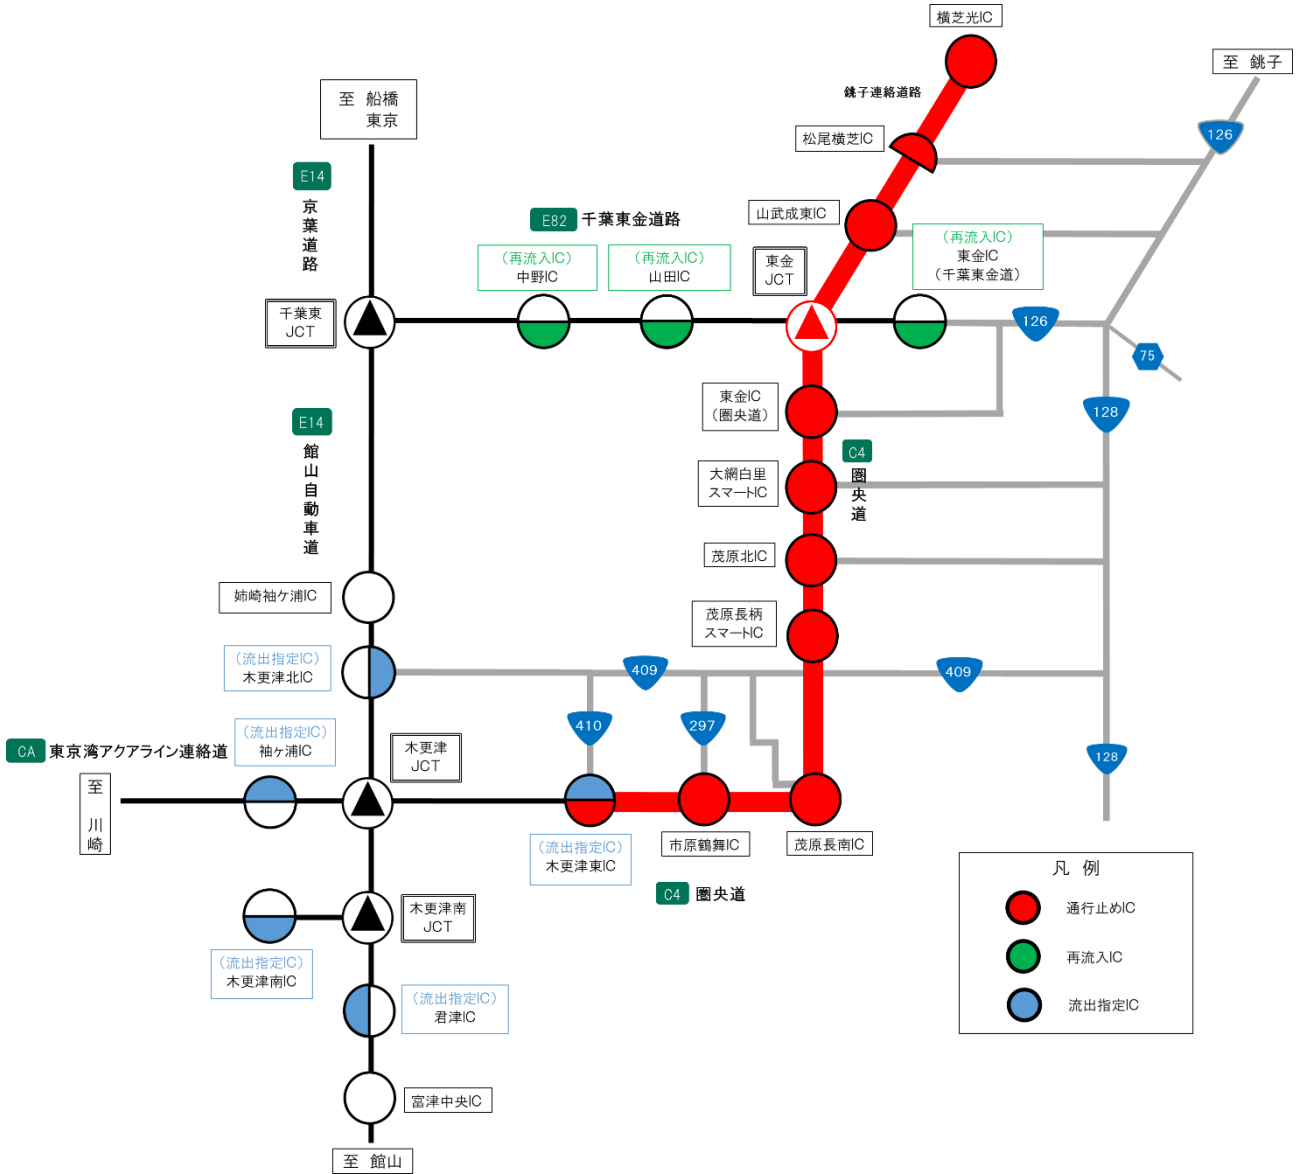 横芝光IC
至 銚子
銚子連絡道路
126
至 船橋
東京
松尾横芝IC
E14
京葉道路
山武成東IC
E82 千葉東金道路
(再流入IC)
中野IC
(再流入IC)
山田IC
東金
JCT
(再流入IC)
東金IC
(千葉東金道)
千葉東
JCT
126
75
東金IC
(圏央道)
128
E14
館山自動車道
C4
圏央道
大網白里
スマートIC
茂原北IC
姉崎袖ケ浦IC
茂原長柄
スマートIC
(流出指定IC)
木更津北IC
409
409
410
297
CA 東京湾アクアライン連絡道
(流出指定IC)
袖ヶ浦IC
木更津
JCT
128
至 川崎
(流出指定IC)
木更津東IC
市原鶴舞IC
茂原長南IC
C4 圏央道
木更津南
JCT
(流出指定IC)
木更津南IC
(流出指定IC)
君津IC
富津中央IC
至 館山
凡 例
通行止めIC
再流入IC
流出指定IC